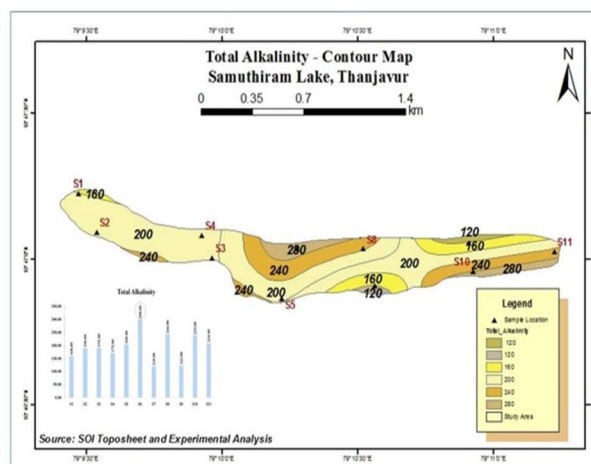 79°9'30"E 79°10'0"E 79°10'30"E 79°11'0"E
Total Alkalinity - Contour Map
Samuthiram Lake, Thanjavur
N
0 0.35 0.7 1.4
km
S1
160
S2
200
S4
S3
240
280
S8
240
200
120
160
S11
S10
240
280
160
120
240
200
S5
Total Alkalinity
S1 S2 S3 S4 S5 S6 S7 S8 S9 S10 S11
Legend
Sample Location
Total_Alkalinity
120
120
160
200
240
280
Study Area
Source: SOI Toposheet and Experimental Analysis
79°9'30"E 79°10'0"E 79°10'30"E 79°11'0"E